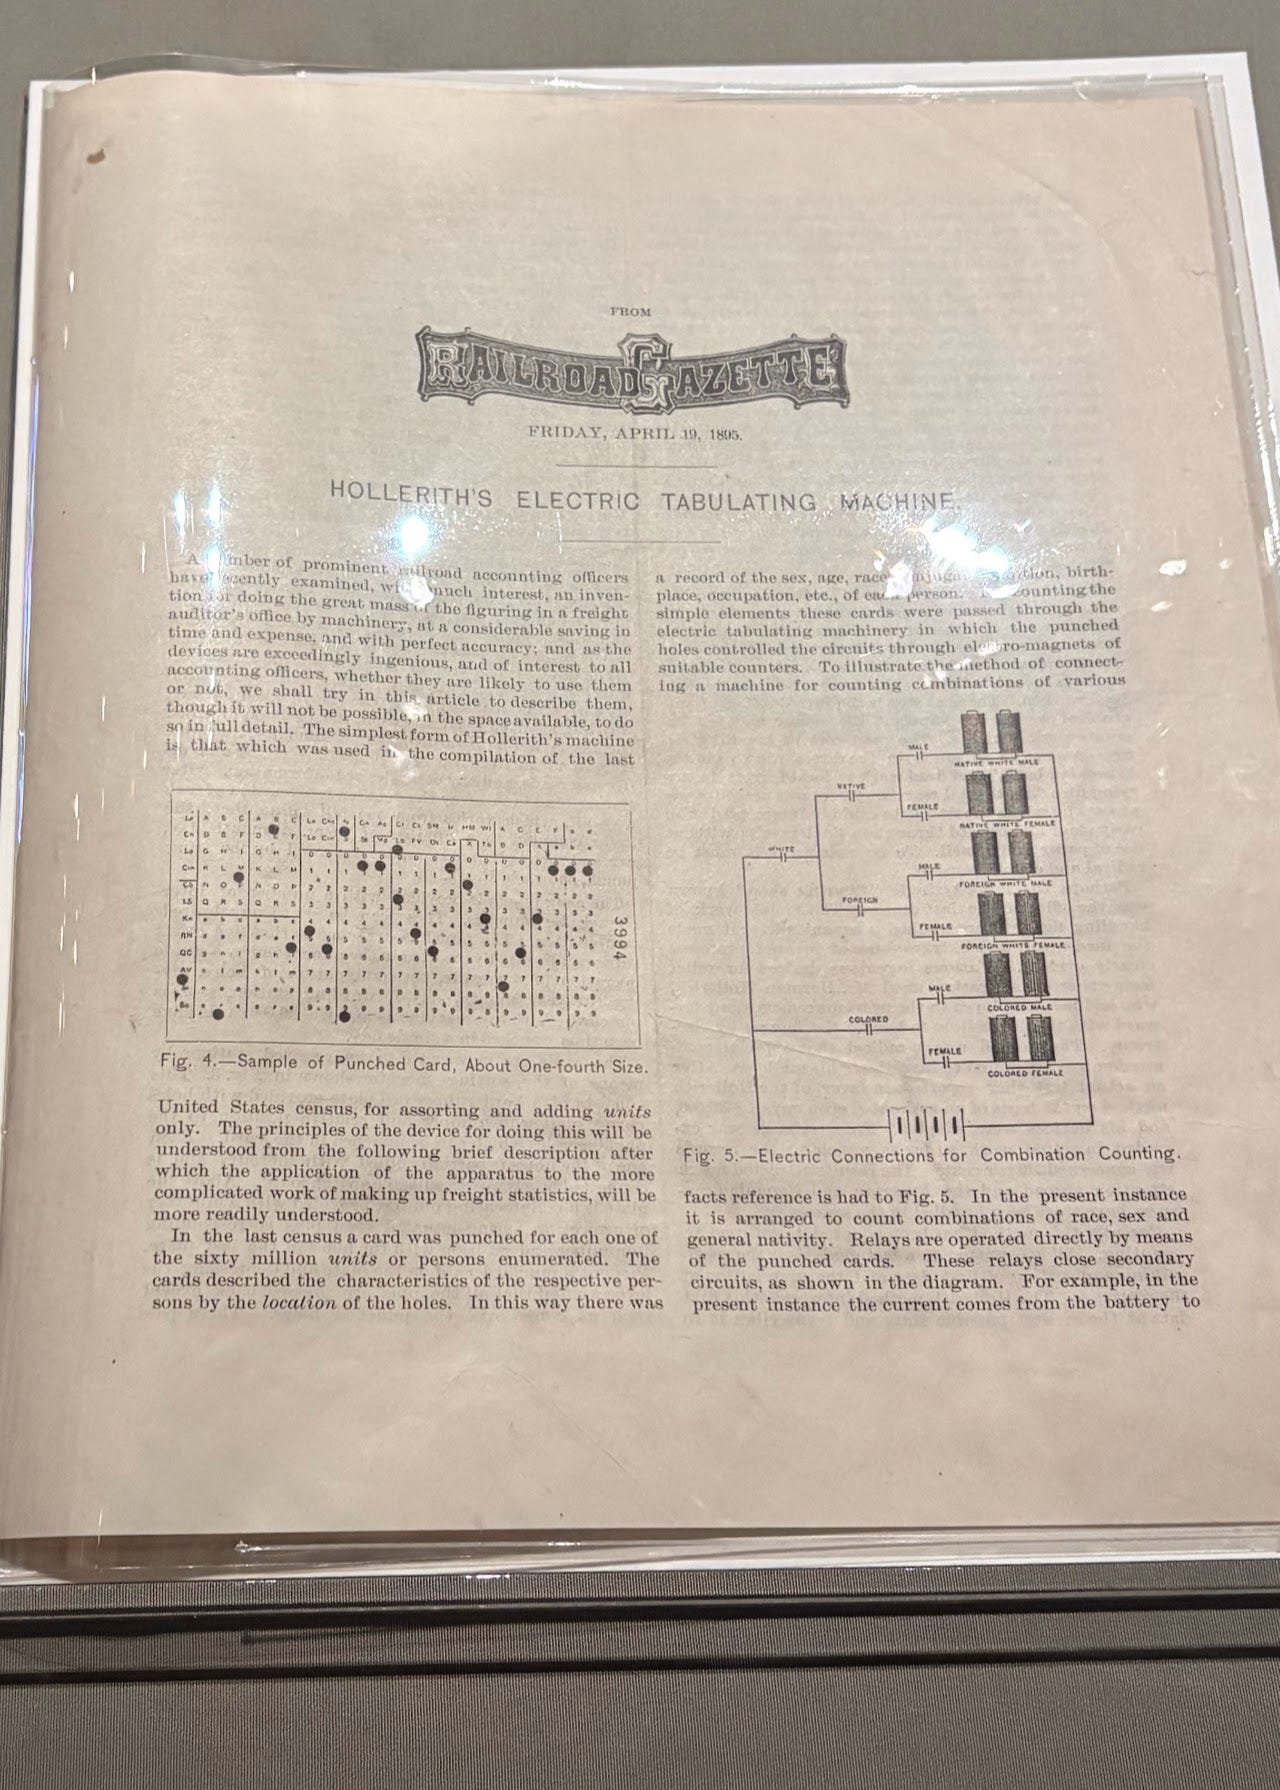 FROM
RAILROAD GAZETTE
FRIDAY, APRIL 19, 1895.
HOLLERITH'S ELECTRIC TABULATING MACHINE.
A of prominent railroad accounting officers
have recently examined, with much interest, an inven-
tion for doing the great mass of the figuring in a freight
auditor's office by machinery, at a considerable saving in
time and expense, and with perfect accuracy; and as the
devices are exceedingly ingenious, and of interest to all
accounting officers, whether they are likely to use them
or not, we shall try in this article to describe them,
though it will not be possible, in the space available, to do
so in full detail. The simplest form of Hollerith's machine
is that which was used in the compilation of the last
3994
Fig. 4.—Sample of Punched Card, About One-fourth Size.
United States census, for assorting and adding units
only. The principles of the device for doing this will be
understood from the following brief description after
which the application of the apparatus to the more
complicated work of making up freight statistics, will be
more readily understood.
In the last census a card was punched for each one of
the sixty million units or persons enumerated. The
cards described the characteristics of the respective per-
sons by the location of the holes. In this way there was
a record of the sex, age, race, birth-
place, occupation, etc., of each person. counting the
simple elements these cards were passed through the
electric tabulating machinery in which the punched
holes controlled the circuits through electro-magnets of
suitable counters. To illustrate the method of connect-
ing a machine for counting combinations of various
MALE
NATIVE WHITE MALE
NATIVE
FEMALE
NATIVE WHITE FEMALE
WHITE
MALE
FOREIGN WHITE MALE
FOREIGN
FEMALE
FOREIGN WHITE FEMALE
MALE
COLORED MALE
COLORED
FEMALE
COLORED FEMALE
Fig. 5.—Electric Connections for Combination Counting.
facts reference is had to Fig. 5. In the present instance
it is arranged to count combinations of race, sex and
general nativity. Relays are operated directly by means
of the punched cards. These relays close secondary
circuits, as shown in the diagram. For example, in the
present instance the current comes from the battery to